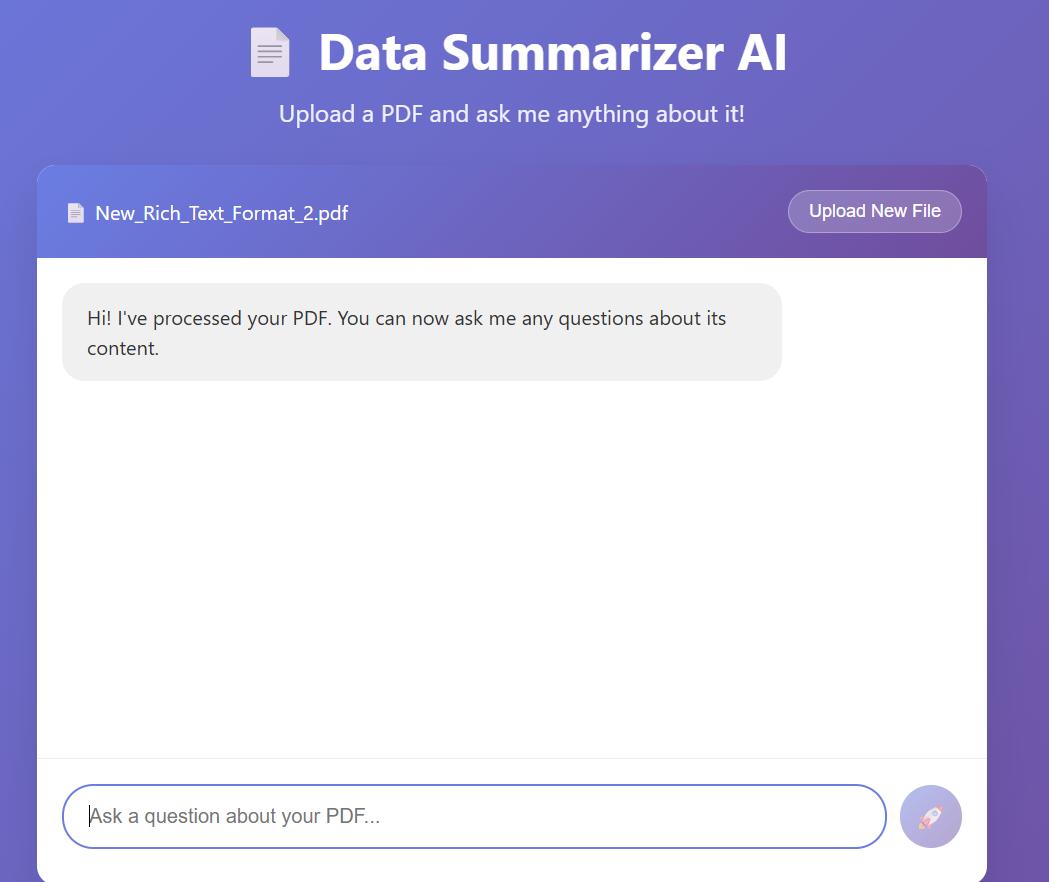 Data Summarizer AI
Upload a PDF and ask me anything about it!
New_Rich_Text_Format_2.pdf
Upload New File
Hi! I've processed your PDF. You can now ask me any questions about its
content.
Ask a question about your PDF...